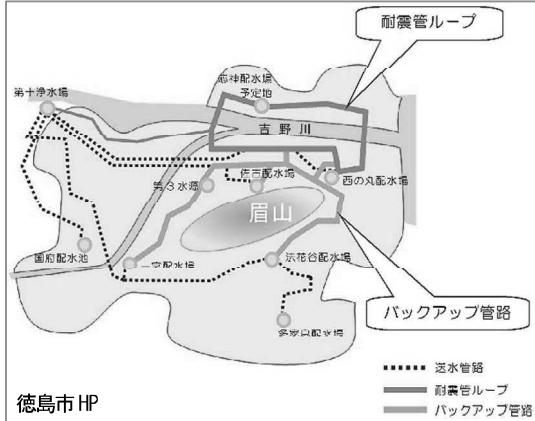 耐震管ループ
応神配水場
予定地
第十浄水場
吉野川
第3水源
佐古配水場
西の丸配水場
眉山
国府配水池
一宮配水場
法花谷配水場
バックアップ管路
多家良配水場
送水管路
耐震管ループ
バックアップ管路
徳島市HP